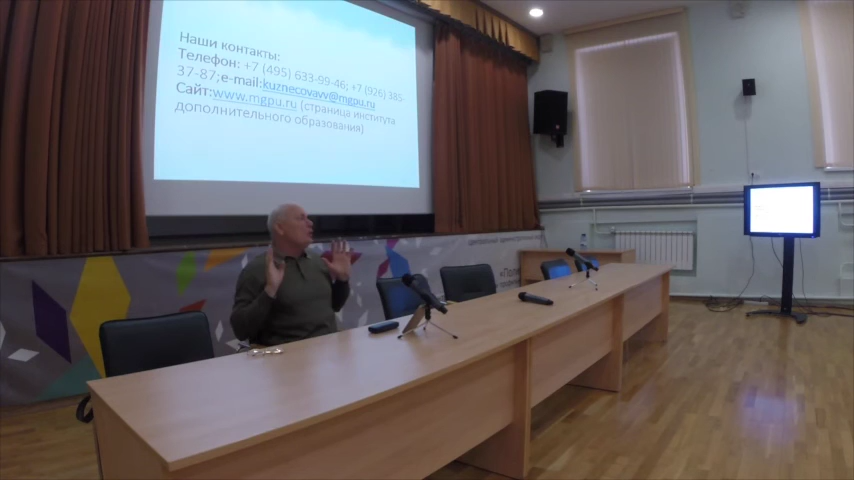 Наши контакты:
Телефон: +7 (495) 633-99-46; +7 (926) 385-
37-87;e-mail:kuznecovavv@mgpu.ru
Сайт:www.mgpu.ru (страница института
дополнительного образования)